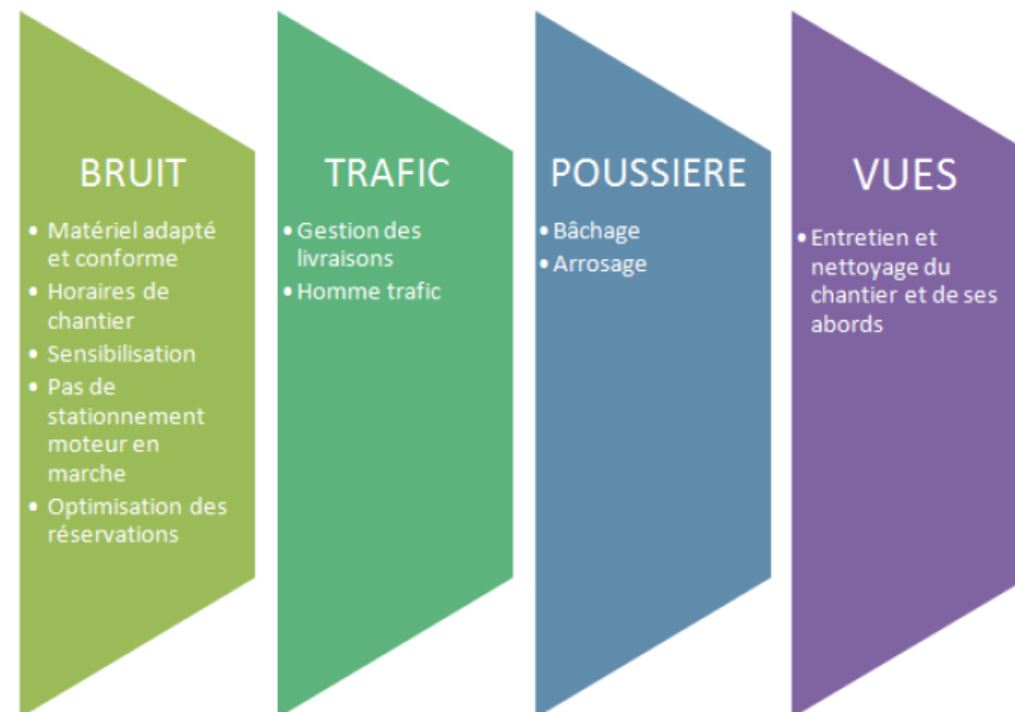 BRUIT
• Matériel adapté
et conforme
• Horaires de
chantier
• Sensibilisation
• Pas de
stationnement
moteur en
marche
• Optimisation des
réservations
TRAFIC
• Gestion des
livraisons
• Homme trafic
POUSSIERE
• Bâchage
• Arrosage
VUES
• Entretien et
nettoyage du
chantier et de ses
abords